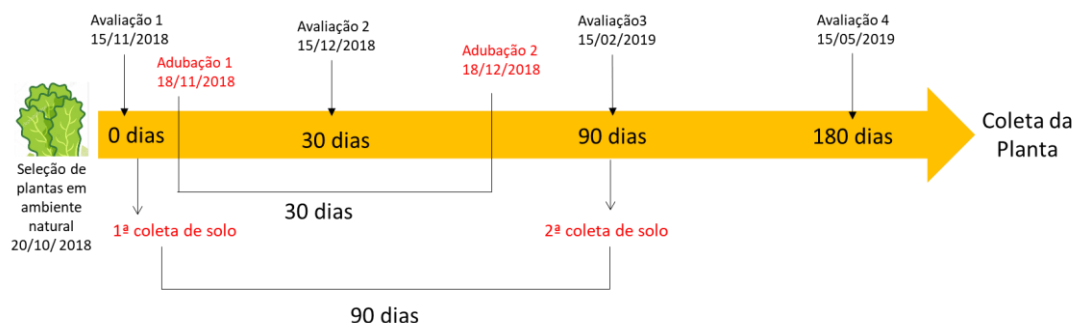 Avaliação 1
15/11/2018
Adubação 1
18/11/2018
Avaliação 2
15/12/2018
Adubação 2
18/12/2018
Avaliação3
15/02/2019
Avaliação 4
15/05/2019
0 dias
30 dias
90 dias
180 dias
Coleta da
Planta
Seleção de
plantas em
ambiente
natural
20/10/ 2018
30 dias
1ª coleta de solo
2ª coleta de solo
90 dias